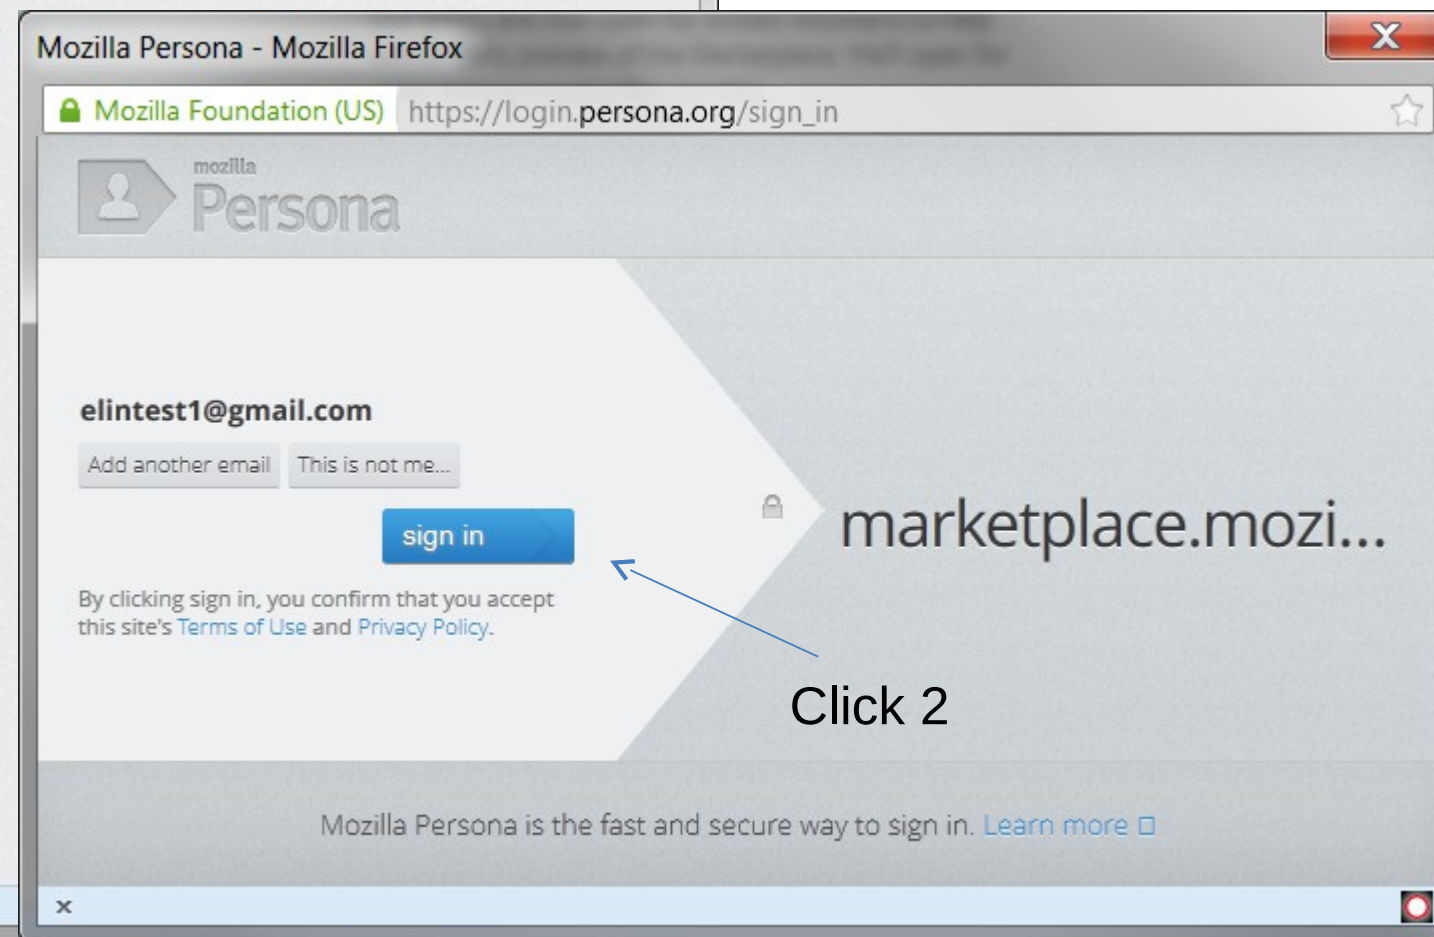 Mozilla Persona - Mozilla Firefox
Mozilla Foundation (US) https://login.persona.org/sign_in
mozilla
Persona
elintest1@gmail.com
Add another email This is not me...
sign in
marketplace.mozi...
By clicking sign in, you confirm that you accept
this site's Terms of Use and Privacy Policy.
Click 2
Mozilla Persona is the fast and secure way to sign in. Learn more